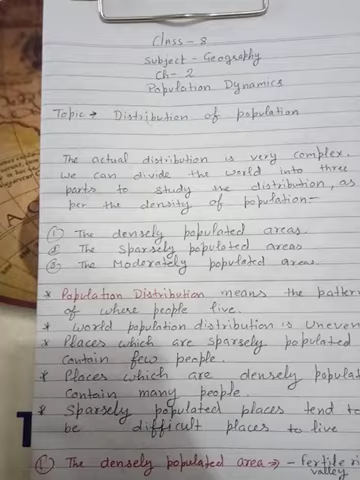 Class - 8
Subject - Geography
Ch - 2
Population Dynamics
Topic → Distribution of population
The actual distribution is very complex.
We can divide the world into three
parts to study the distribution, as
per the density of population -
① The densely populated areas.
② The Sparsely populated areas
③ The Moderately populated areas.
* Population Distribution means the patter
of where people live.
* World population distribution is Uneven
* Places which are sparsely populated
Contain few people.
* Places which are densely populat
Contain many people.
* Sparsely populated places tend to
be difficult places to live
① The densely populated area → - Fertile ri
valley
T